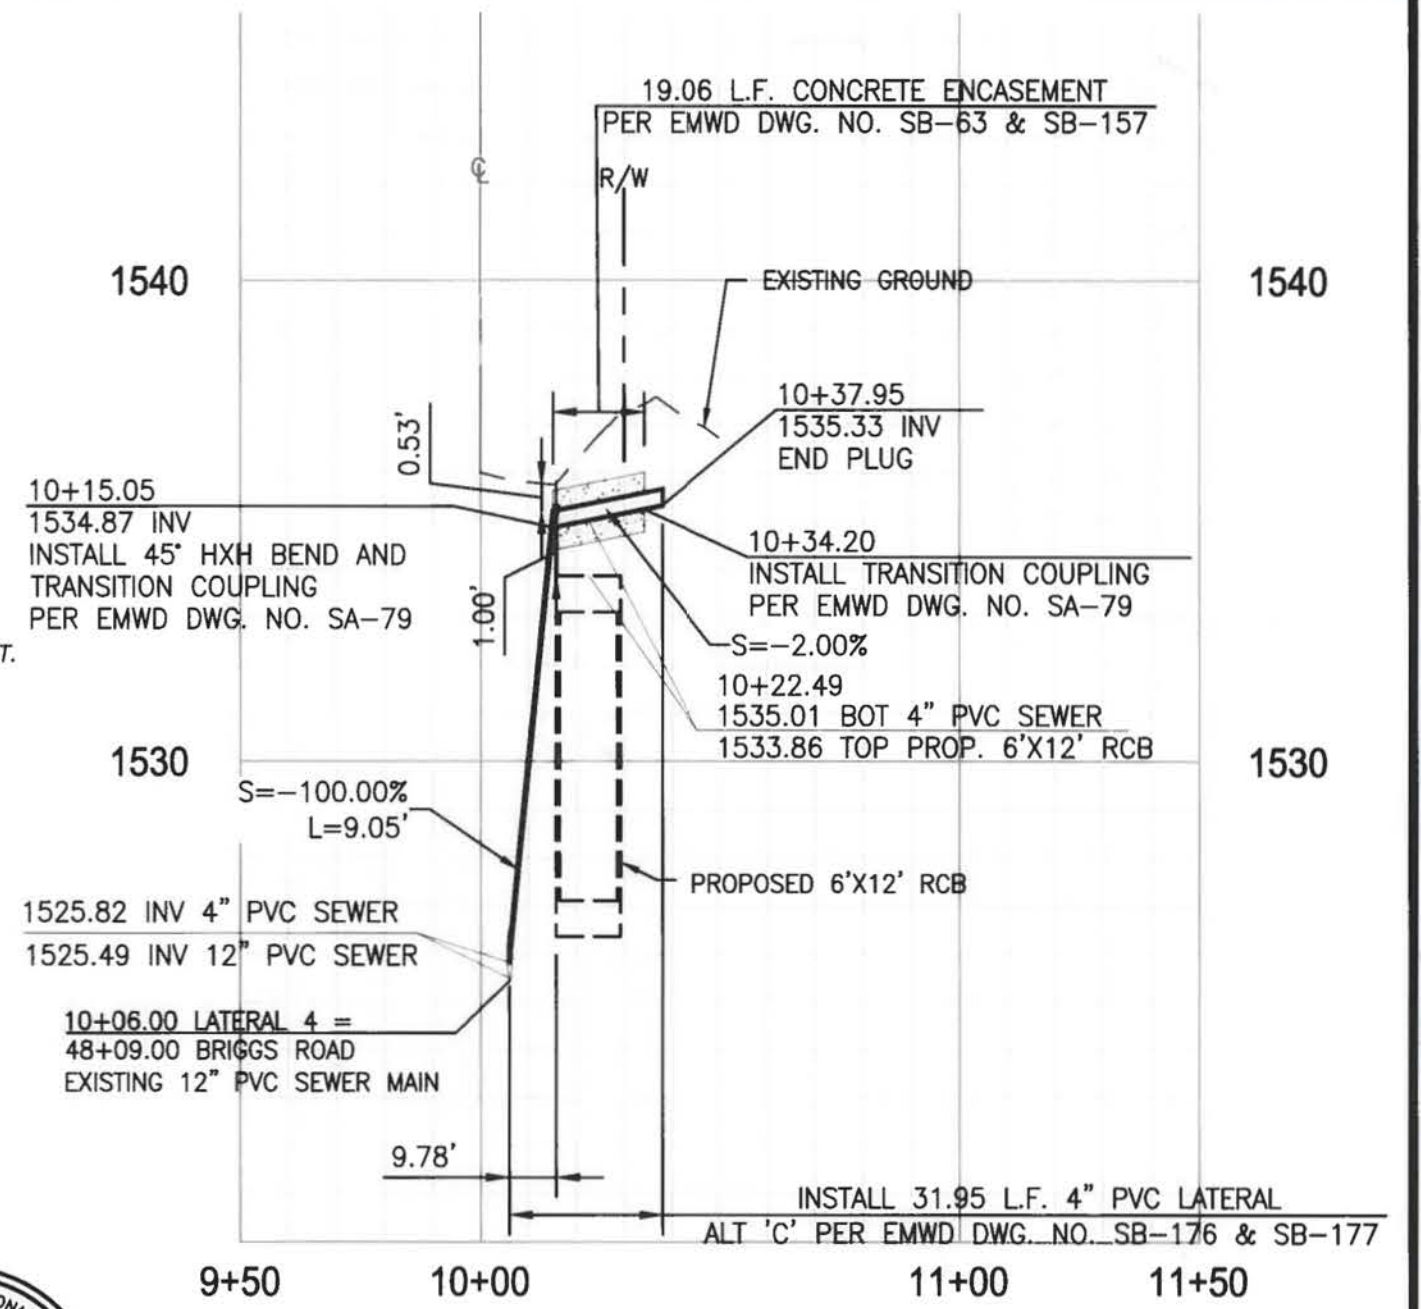 19.06 L.F. CONCRETE ENCASEMENT
PER EMWD DWG. NO. SB-63 & SB-157
℄
R/W
1540
EXISTING GROUND
1540
10+37.95
1535.33 INV
END PLUG
0.53'
10+15.05
1534.87 INV
INSTALL 45° HXH BEND AND
TRANSITION COUPLING
PER EMWD DWG. NO. SA-79
T.
1.00'
10+34.20
INSTALL TRANSITION COUPLING
PER EMWD DWG. NO. SA-79
S=-2.00%
10+22.49
1535.01 BOT 4" PVC SEWER
1533.86 TOP PROP. 6'X12' RCB
1530
1530
S=-100.00%
L=9.05'
PROPOSED 6'X12' RCB
1525.82 INV 4" PVC SEWER
1525.49 INV 12" PVC SEWER
10+06.00 LATERAL 4 =
48+09.00 BRIGGS ROAD
EXISTING 12" PVC SEWER MAIN
9.78'
INSTALL 31.95 L.F. 4" PVC LATERAL
ALT 'C' PER EMWD DWG. NO. SB-176 & SB-177
9+50
10+00
11+00
11+50